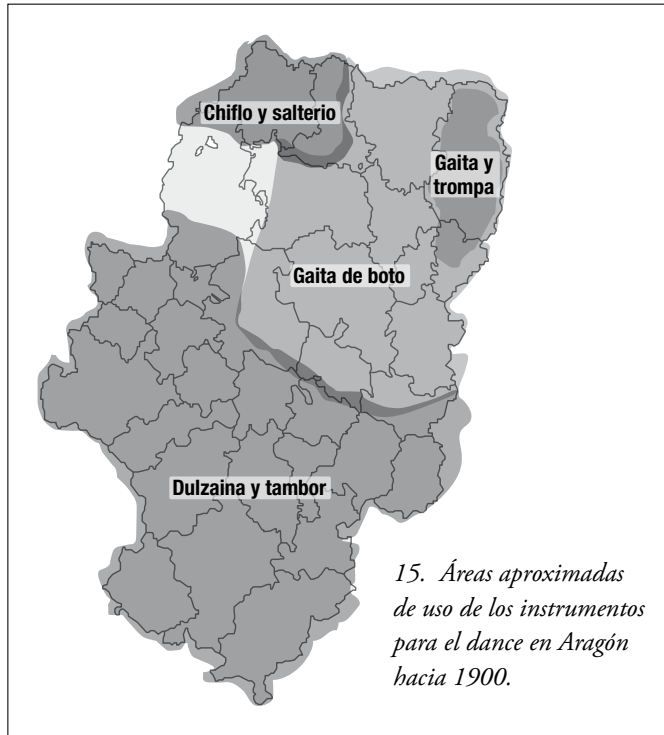 Chiflo y salterio
Gaita y
trompa
Gaita de boto
Dulzaina y tambor
15. Áreas aproximadas
de uso de los instrumentos
para el dance en Aragón
hacia 1900.